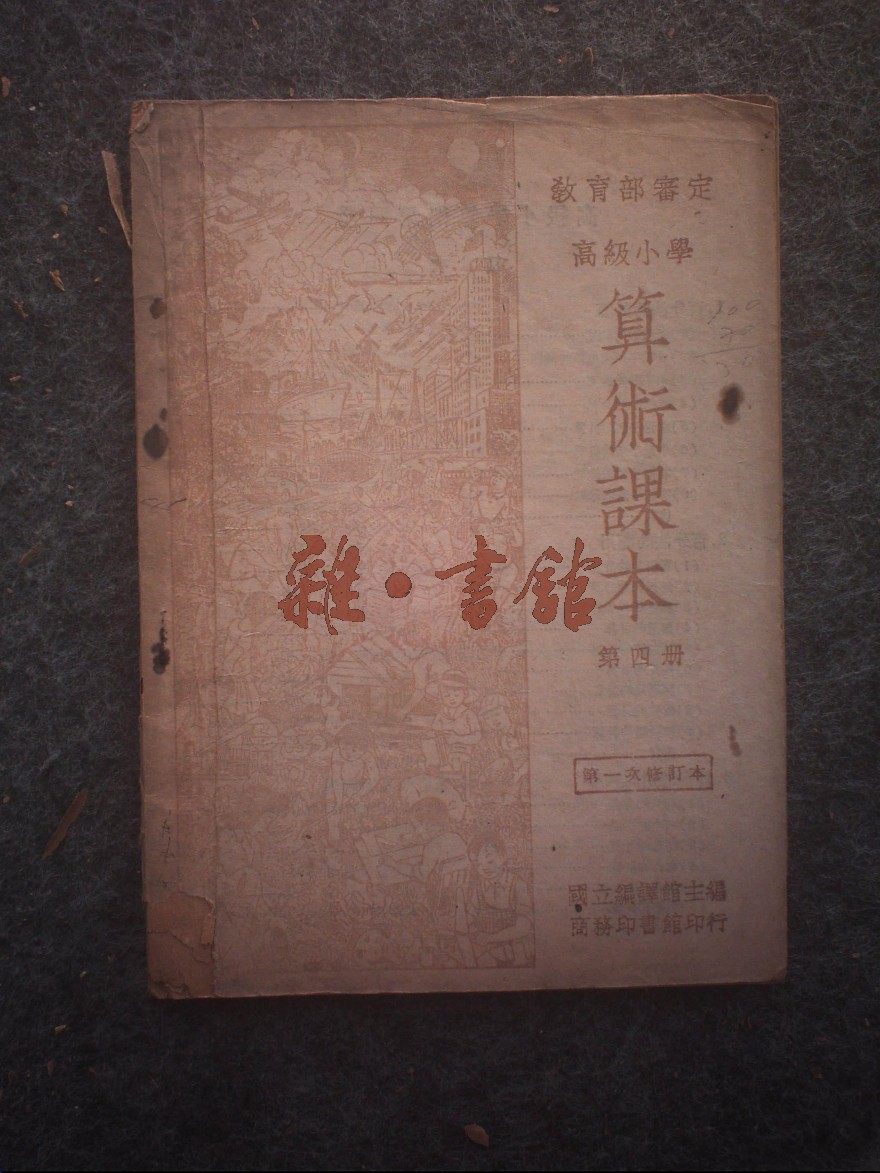 教育部審定
高級小學
算術課本
第四册
第一次修訂本
國立編譯館主編
商務印書館印行
雜·書館